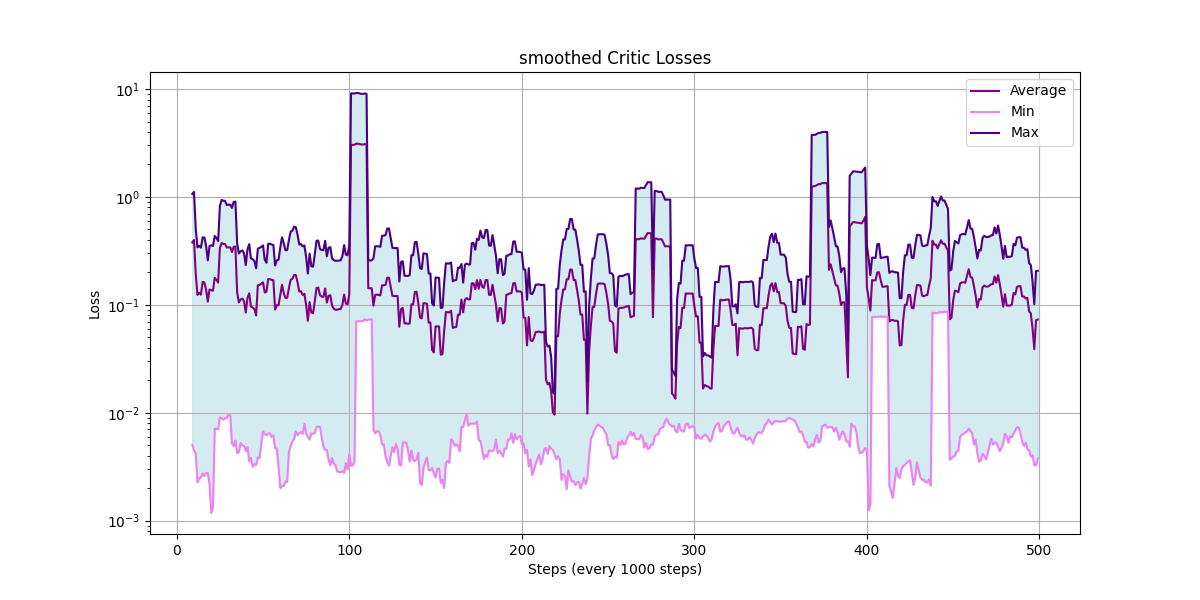 smoothed Critic Losses
Average
Min
Max
Loss
10¹
10⁰
10⁻¹
10⁻²
10⁻³
0 100 200 300 400 500
Steps (every 1000 steps)